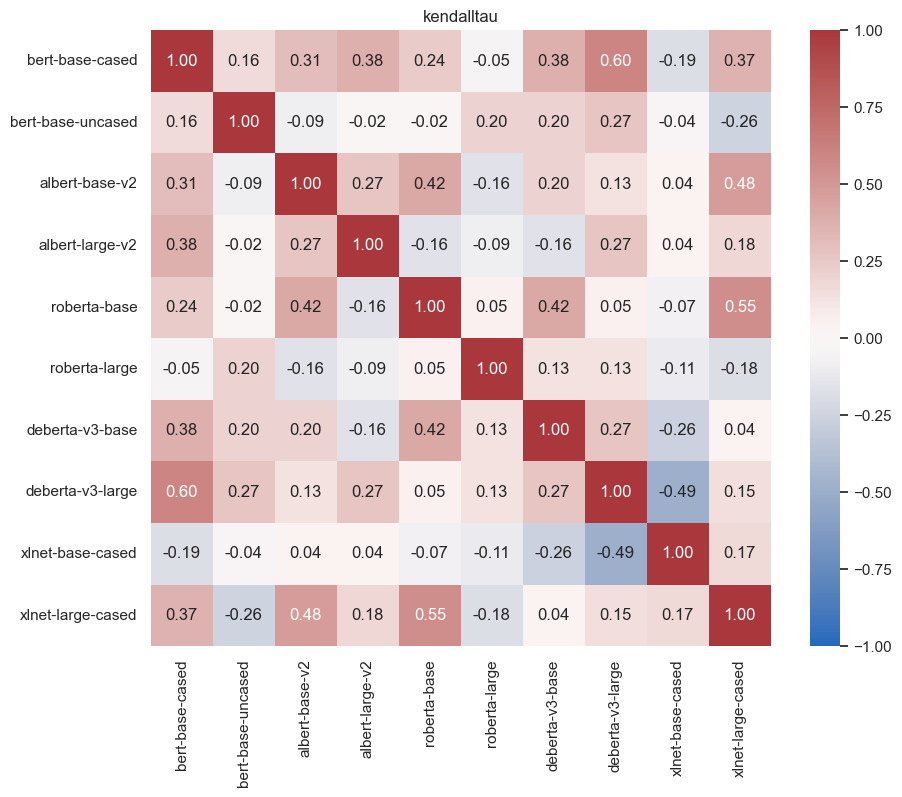 kendalltau
bert-base-cased 1.00 0.16 0.31 0.38 0.24 -0.05 0.38 0.60 -0.19 0.37
bert-base-uncased 0.16 1.00 -0.09 -0.02 -0.02 0.20 0.20 0.27 -0.04 -0.26
albert-base-v2 0.31 -0.09 1.00 0.27 0.42 -0.16 0.20 0.13 0.04 0.48
albert-large-v2 0.38 -0.02 0.27 1.00 -0.16 -0.09 -0.16 0.27 0.04 0.18
roberta-base 0.24 -0.02 0.42 -0.16 1.00 0.05 0.42 0.05 -0.07 0.55
roberta-large -0.05 0.20 -0.16 -0.09 0.05 1.00 0.13 0.13 -0.11 -0.18
deberta-v3-base 0.38 0.20 0.20 -0.16 0.42 0.13 1.00 0.27 -0.26 0.04
deberta-v3-large 0.60 0.27 0.13 0.27 0.05 0.13 0.27 1.00 -0.49 0.15
xlnet-base-cased -0.19 -0.04 0.04 0.04 -0.07 -0.11 -0.26 -0.49 1.00 0.17
xlnet-large-cased 0.37 -0.26 0.48 0.18 0.55 -0.18 0.04 0.15 0.17 1.00
bert-base-cased
bert-base-uncased
albert-base-v2
albert-large-v2
roberta-base
roberta-large
deberta-v3-base
deberta-v3-large
xlnet-base-cased
xlnet-large-cased
1.00
0.75
0.50
0.25
0.00
−0.25
−0.50
−0.75
−1.00